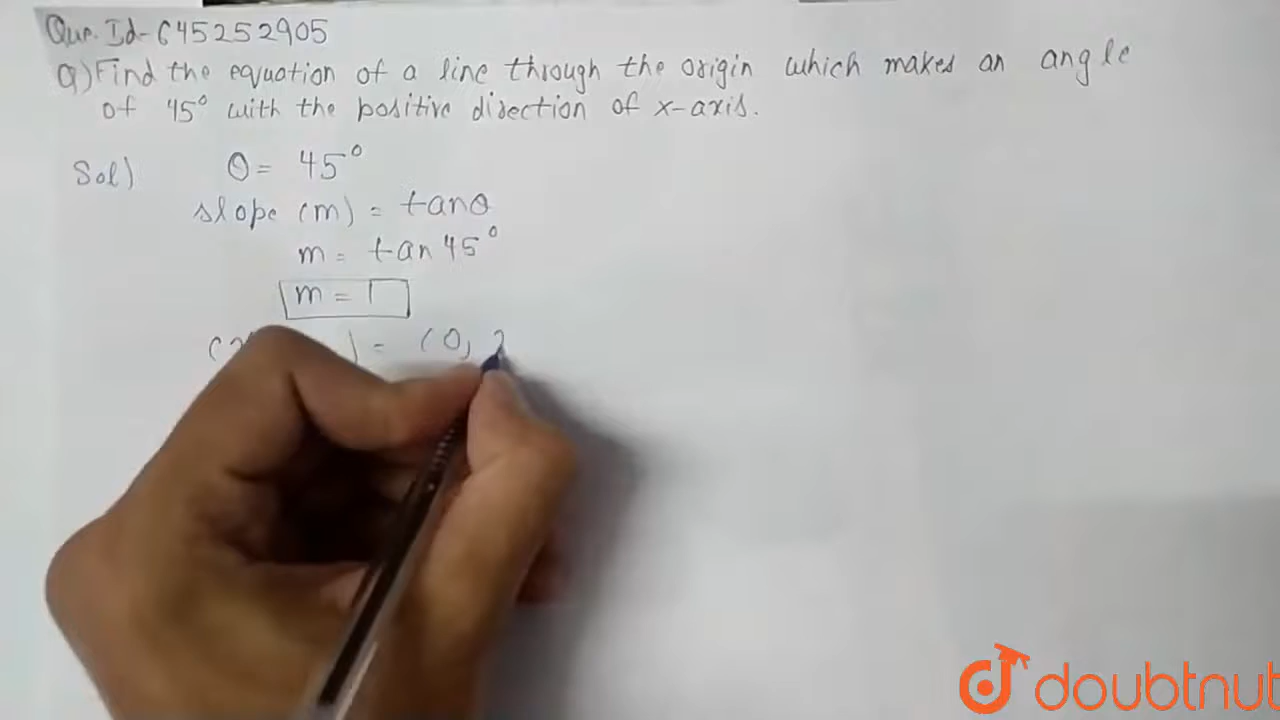 Que. Id-645252905
Q) Find the equation of a line through the origin which makes an angle
of 45° with the positive direction of x-axis.
Sol) θ = 45°
slope (m) = tanθ
m = tan 45°
m = 1
) = (0,
doubtnut